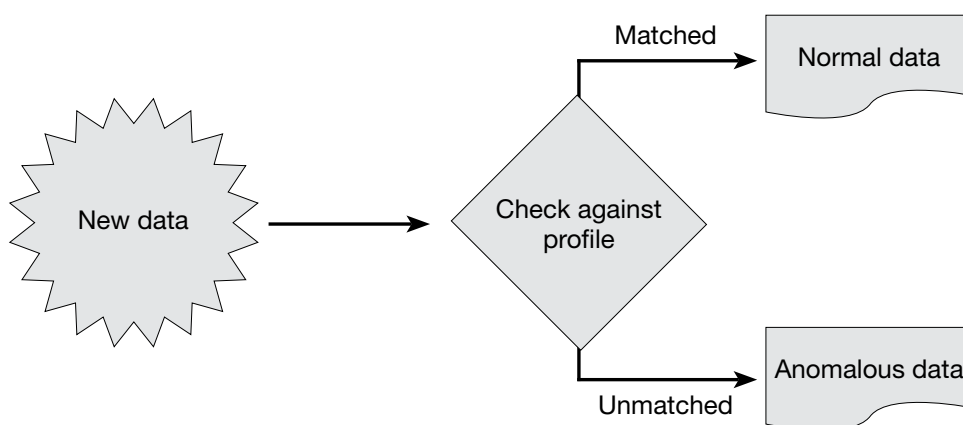 Matched
Normal data
New data
Check against
profile
Anomalous data
Unmatched